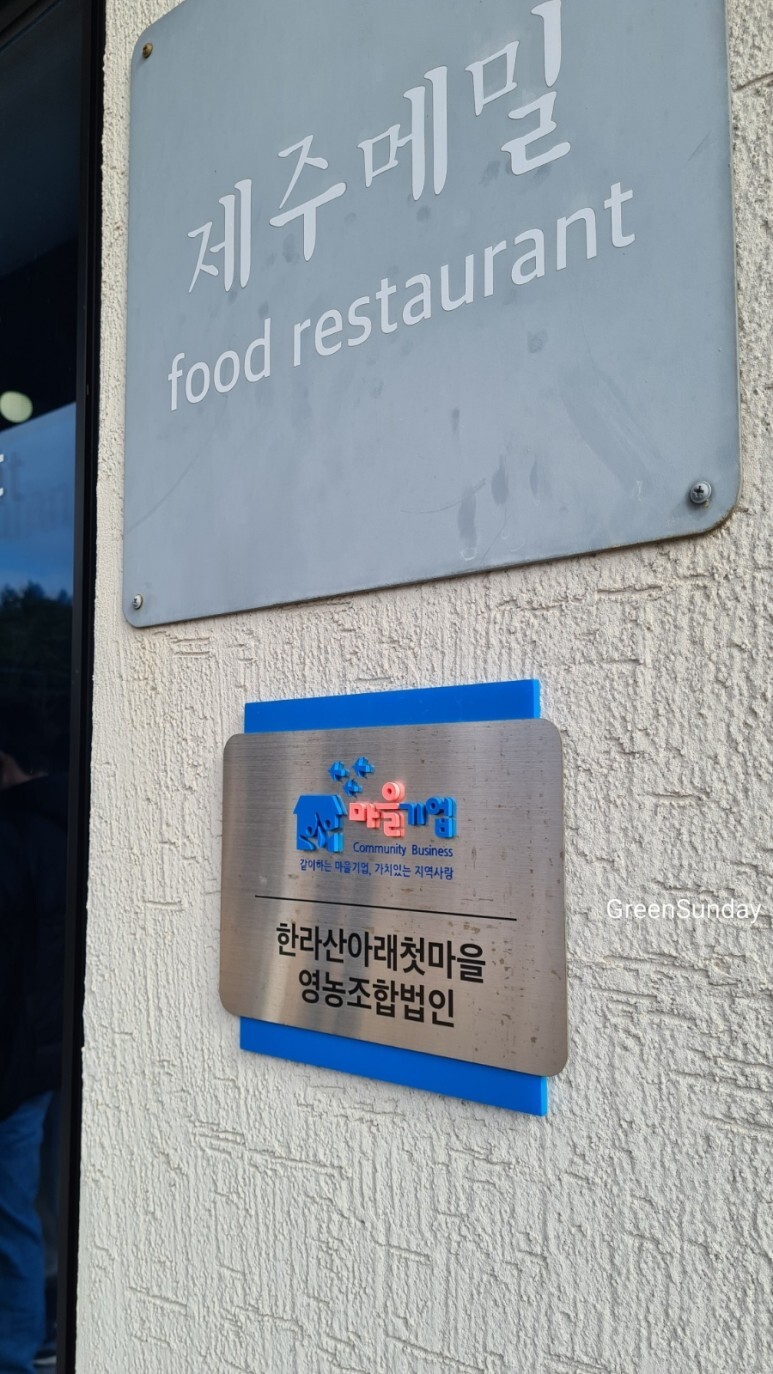 제주메밀
food restaurant
마을기업
Community Business
같이하는 마을기업, 가치있는 지역사람
한라산아래첫마을
영농조합법인
GreenSunday